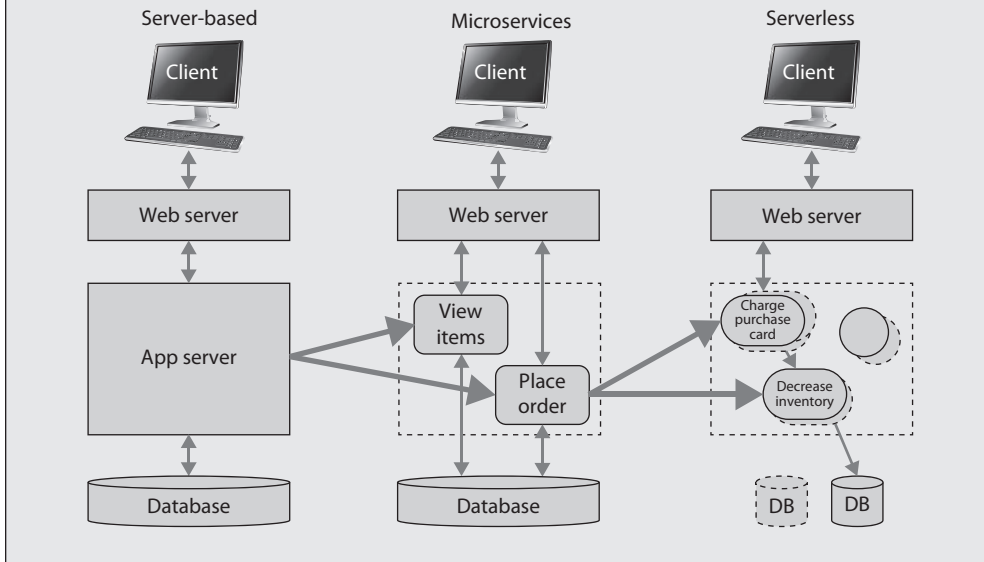 Server-based
Client
Web server
App server
Database
Microservices
Client
Web server
View
items
Place
order
Database
Serverless
Client
Web server
Charge
purchase
card
Decrease
inventory
DB
DB